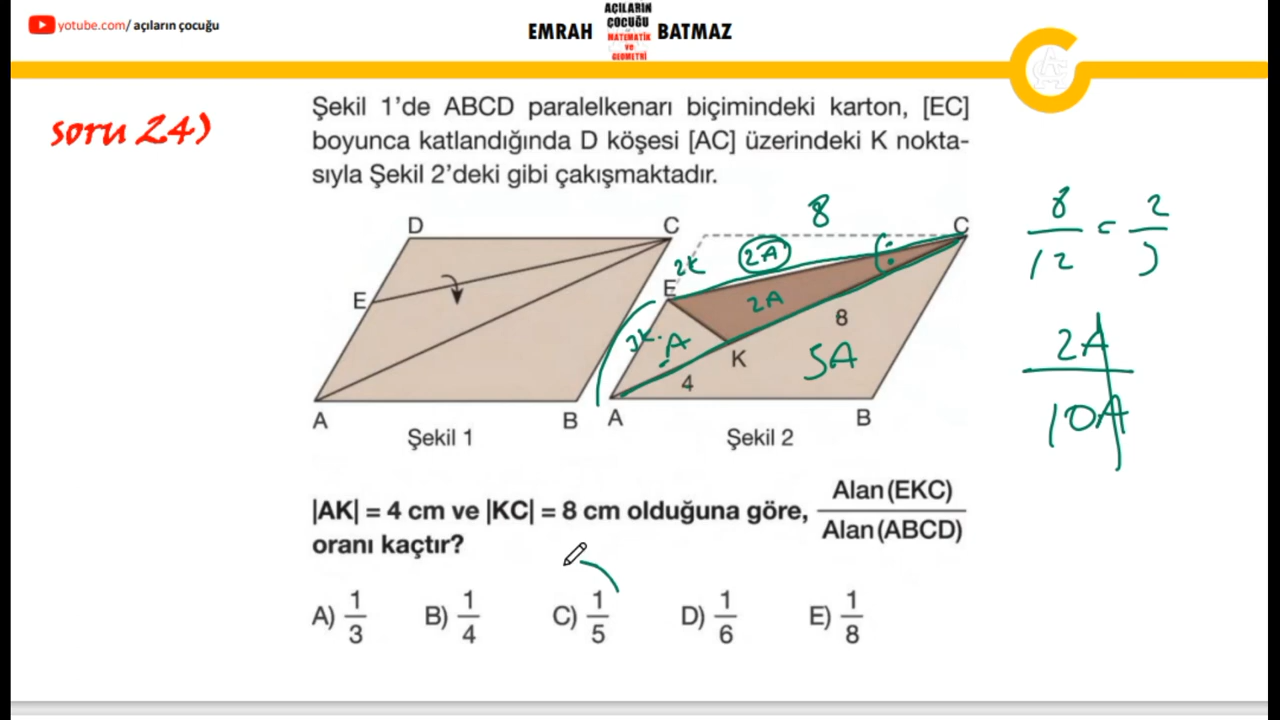 yotube.com/ açıların çocuğu
EMRAH
AÇILARIN
ÇOCUĞU
MATEMATİK
ve
GEOMETRİ
BATMAZ
soru 24)
Şekil 1'de ABCD paralelkenarı biçimindeki karton, [EC]
boyunca katlandığında D köşesi [AC] üzerindeki K nokta-
sıyla Şekil 2'deki gibi çakışmaktadır.
D
C
E
A
B
Şekil 1
8
C
2K
2A
E
2A
8
3K
A
K
5A
4
A
B
Şekil 2
8/12 = 2/3
2A/10A
|AK| = 4 cm ve |KC| = 8 cm olduğuna göre, Alan(EKC)/Alan(ABCD)
oranı kaçtır?
A) 1/3 B) 1/4 C) 1/5 D) 1/6 E) 1/8